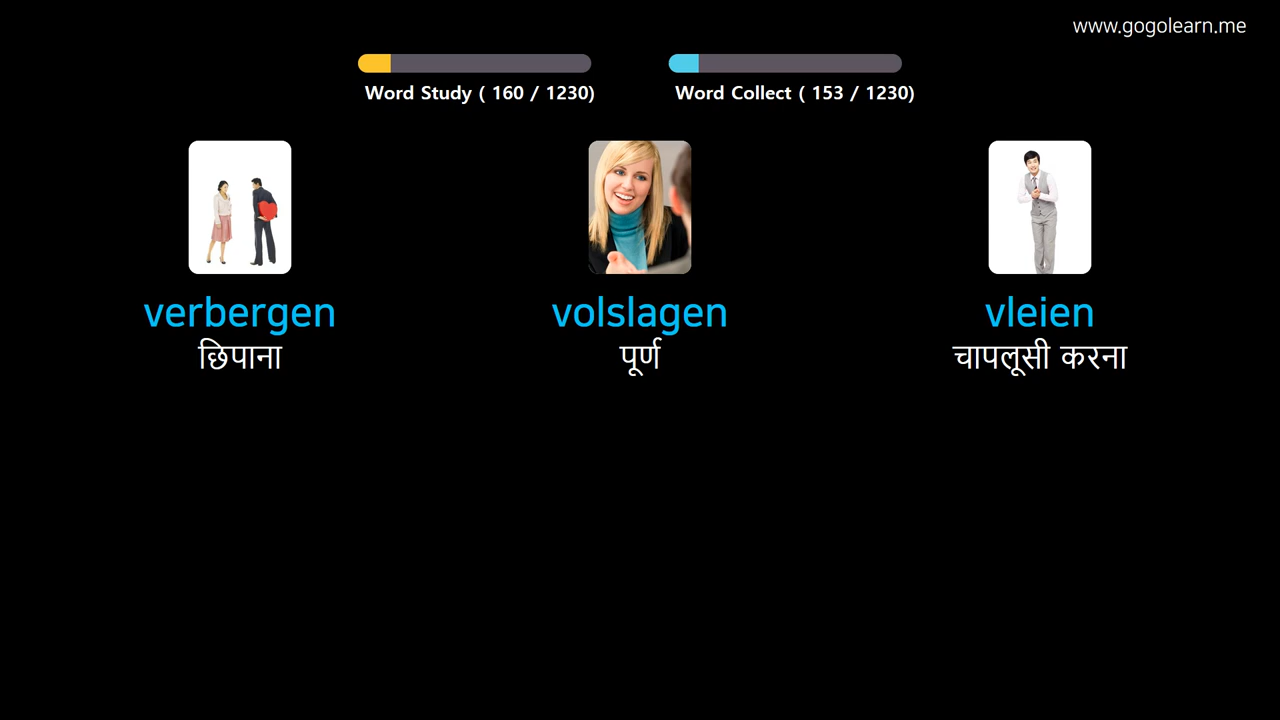 www.gogolearn.me
Word Study ( 160 / 1230)
Word Collect ( 153 / 1230)
verbergen
छिपाना
volslagen
पूर्ण
vleien
चापलूसी करना